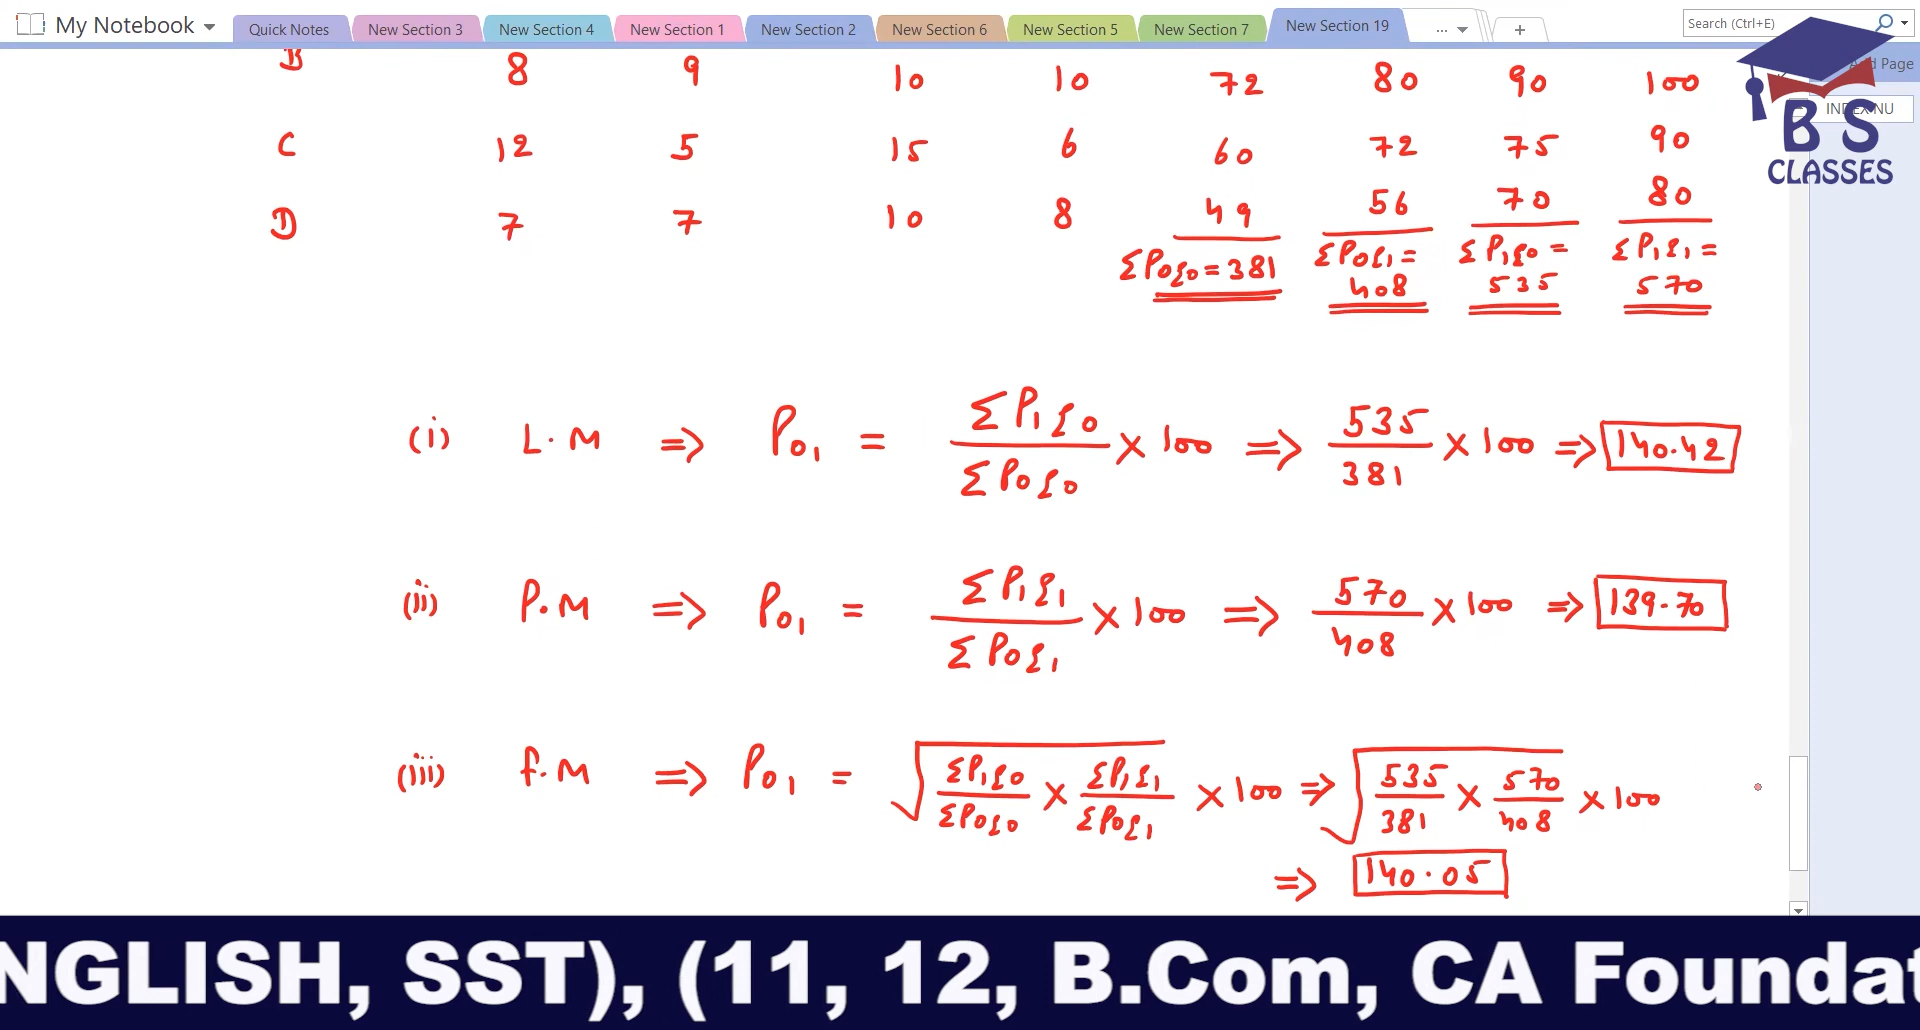 My Notebook Quick Notes New Section 3 New Section 4 New Section 1 New Section 2 New Section 6 New Section 5 New Section 7 New Section 19 ... + Search (Ctrl+E)
Page
INDEX NU
B S
CLASSES
B 8 9 10 10 72 80 90 100
C 12 5 15 6 60 72 75 90
D 7 7 10 8 49 56 70 80
ΣP₀q₀ = 381 ΣP₀q₁ = 408 ΣP₁q₀ = 535 ΣP₁q₁ = 570
(i) L.M ⇒ P₀₁ = ΣP₁q₀ / ΣP₀q₀ × 100 ⇒ 535/381 × 100 ⇒ 140.42
(ii) P.M ⇒ P₀₁ = ΣP₁q₁ / ΣP₀q₁ × 100 ⇒ 570/408 × 100 ⇒ 139.70
(iii) f.M ⇒ P₀₁ = √(ΣP₁q₀/ΣP₀q₀ × ΣP₁q₁/ΣP₀q₁) × 100 ⇒ √(535/381 × 570/408) × 100
⇒ 140.05
NGLISH, SST), (11, 12, B.Com, CA Foundat